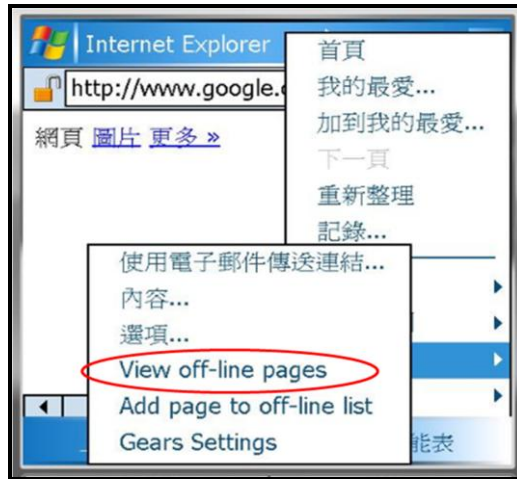 Internet Explorer
http://www.google.c
網頁 圖片 更多 »
首頁
我的最愛...
加到我的最愛...
下一頁
重新整理
記錄...
使用電子郵件傳送連結...
內容...
選項...
View off-line pages
Add page to off-line list
Gears Settings
能表